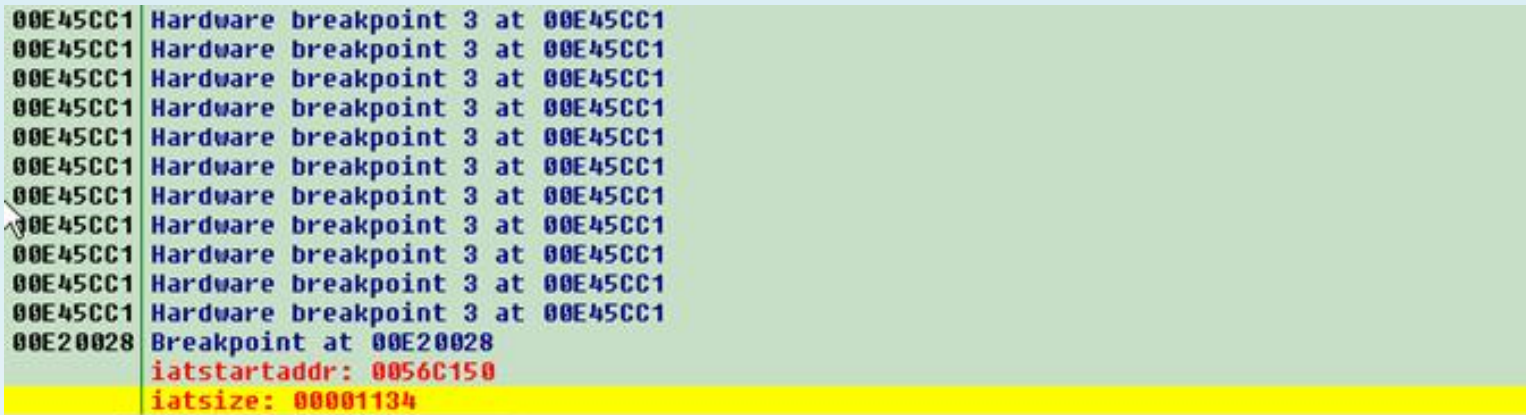 00E45CC1 Hardware breakpoint 3 at 00E45CC1
00E45CC1 Hardware breakpoint 3 at 00E45CC1
00E45CC1 Hardware breakpoint 3 at 00E45CC1
00E45CC1 Hardware breakpoint 3 at 00E45CC1
00E45CC1 Hardware breakpoint 3 at 00E45CC1
00E45CC1 Hardware breakpoint 3 at 00E45CC1
00E45CC1 Hardware breakpoint 3 at 00E45CC1
00E45CC1 Hardware breakpoint 3 at 00E45CC1
00E45CC1 Hardware breakpoint 3 at 00E45CC1
00E45CC1 Hardware breakpoint 3 at 00E45CC1
00E45CC1 Hardware breakpoint 3 at 00E45CC1
00E20028 Breakpoint at 00E20028
iatstartaddr: 0056C150
iatsize: 00001134